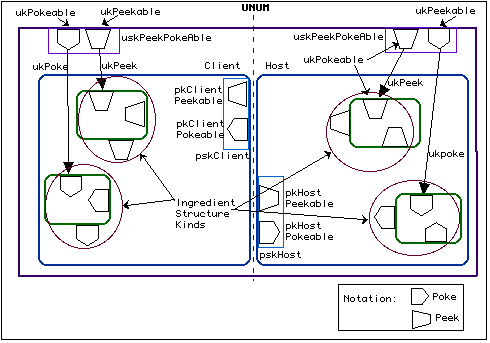 UNUM
ukPokeable
ukPeekable
ukPeekable
uskPeekPokeAble
uskPeekPokeAble
ukPoke
ukPeek
ukPokeable
ukPeek
Client
Host
pkClient
Peekable
pkClient
Pokeable
pskClient
ukpoke
Ingredient
Structure
Kinds
pkHost
Peekable
pkHost
Pokeable
pskHost
Notation:
Poke
Peek